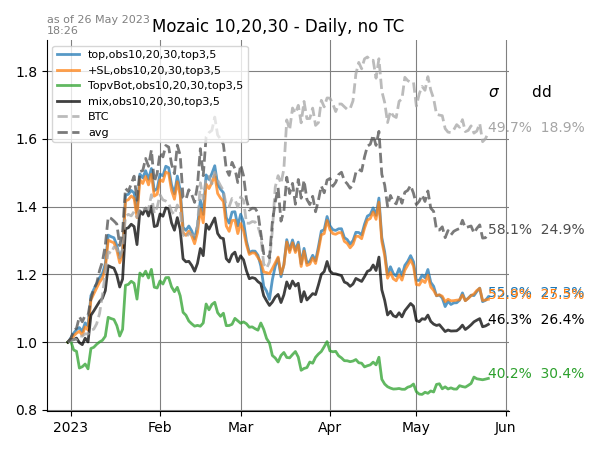 as of 26 May 2023
18:26
Mozaic 10,20,30 - Daily, no TC
top,obs10,20,30,top3,5
+SL,obs10,20,30,top3,5
TopvBot,obs10,20,30,top3,5
mix,obs10,20,30,top3,5
BTC
avg
σ dd
49.7% 18.9%
58.1% 24.9%
46.3% 26.4%
40.2% 30.4%
1.8
1.6
1.4
1.2
1.0
0.8
2023 Feb Mar Apr May Jun